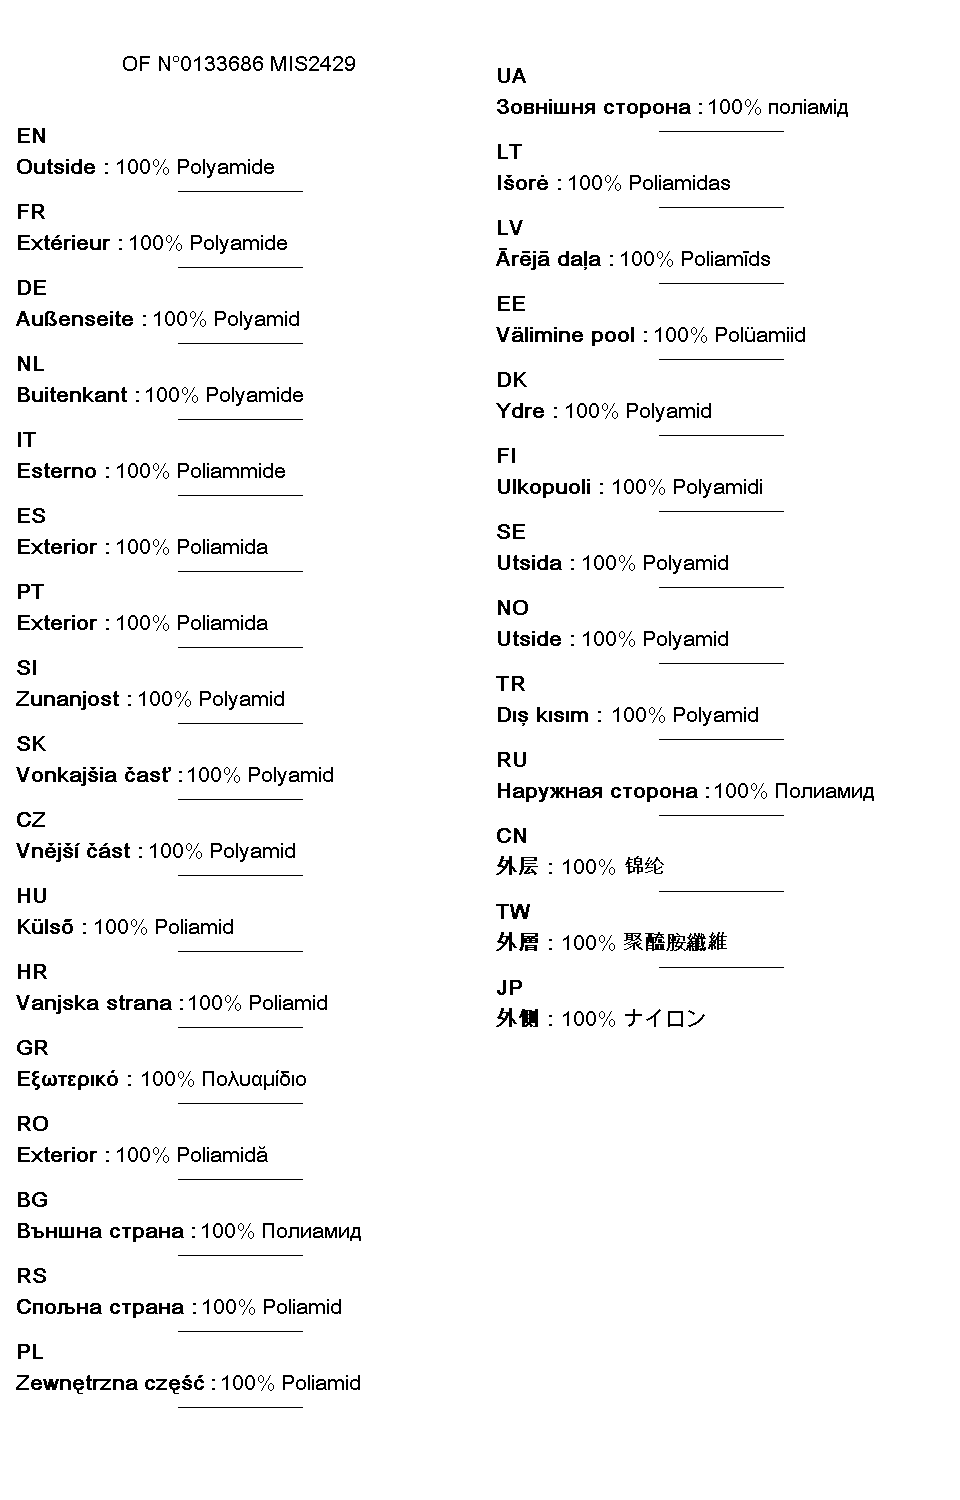 OF N°0133686 MIS2429
EN
Outside : 100% Polyamide
FR
Extérieur : 100% Polyamide
DE
Außenseite : 100% Polyamid
NL
Buitenkant : 100% Polyamide
IT
Esterno : 100% Poliammide
ES
Exterior : 100% Poliamida
PT
Exterior : 100% Poliamida
SI
Zunanjost : 100% Polyamid
SK
Vonkajšia časť : 100% Polyamid
CZ
Vnější část : 100% Polyamid
HU
Külső : 100% Poliamid
HR
Vanjska strana : 100% Poliamid
GR
Εξωτερικό : 100% Πολυαμίδιο
RO
Exterior : 100% Poliamidă
BG
Външна страна : 100% Полиамид
RS
Спољна страна : 100% Poliamid
PL
Zewnętrzna część : 100% Poliamid
UA
Зовнішня сторона : 100% поліамід
LT
Išorė : 100% Poliamidas
LV
Ārējā daļa : 100% Poliamīds
EE
Välimine pool : 100% Polüamiid
DK
Ydre : 100% Polyamid
FI
Ulkopuoli : 100% Polyamidi
SE
Utsida : 100% Polyamid
NO
Utside : 100% Polyamid
TR
Dış kısım : 100% Polyamid
RU
Наружная сторона : 100% Полиамид
CN
外层 : 100% 锦纶
TW
外層 : 100% 聚醯胺纖維
JP
外側 : 100% ナイロン